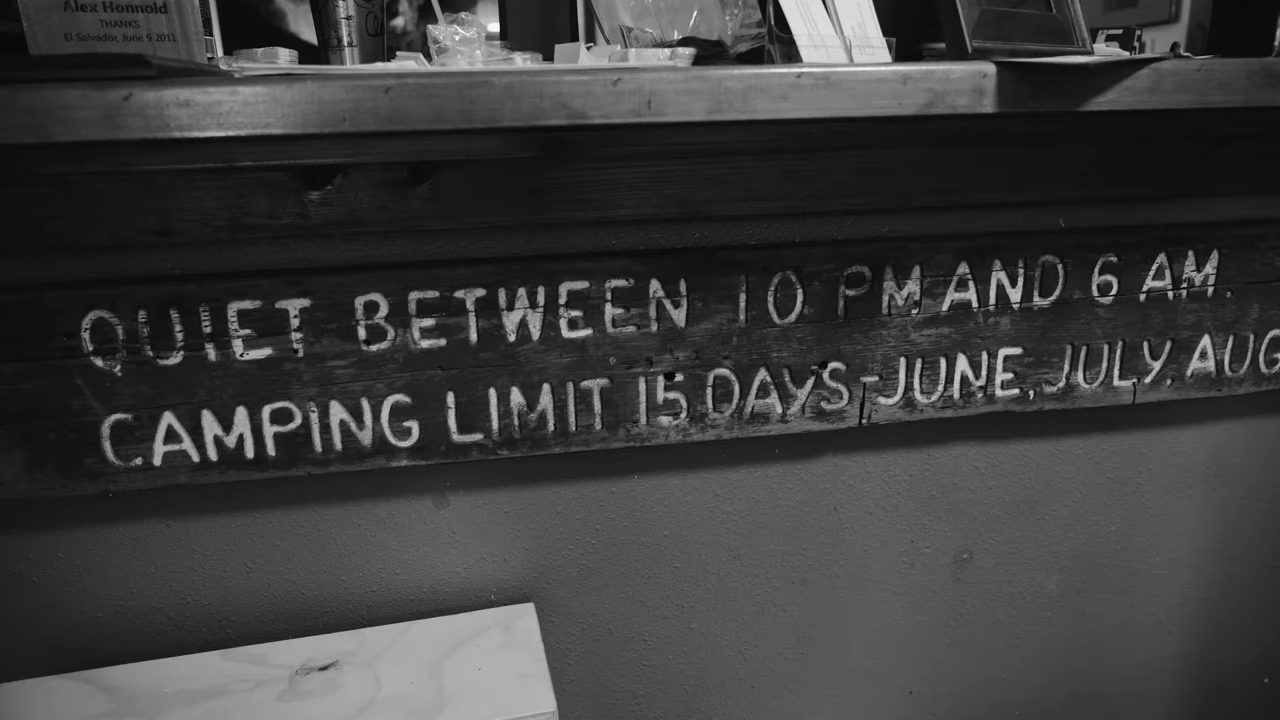 Alex Honnold
THANKS
El Salvador, June 9 2011
QUIET BETWEEN 10 PM AND 6 AM.
CAMPING LIMIT 15 DAYS-JUNE, JULY, AUG